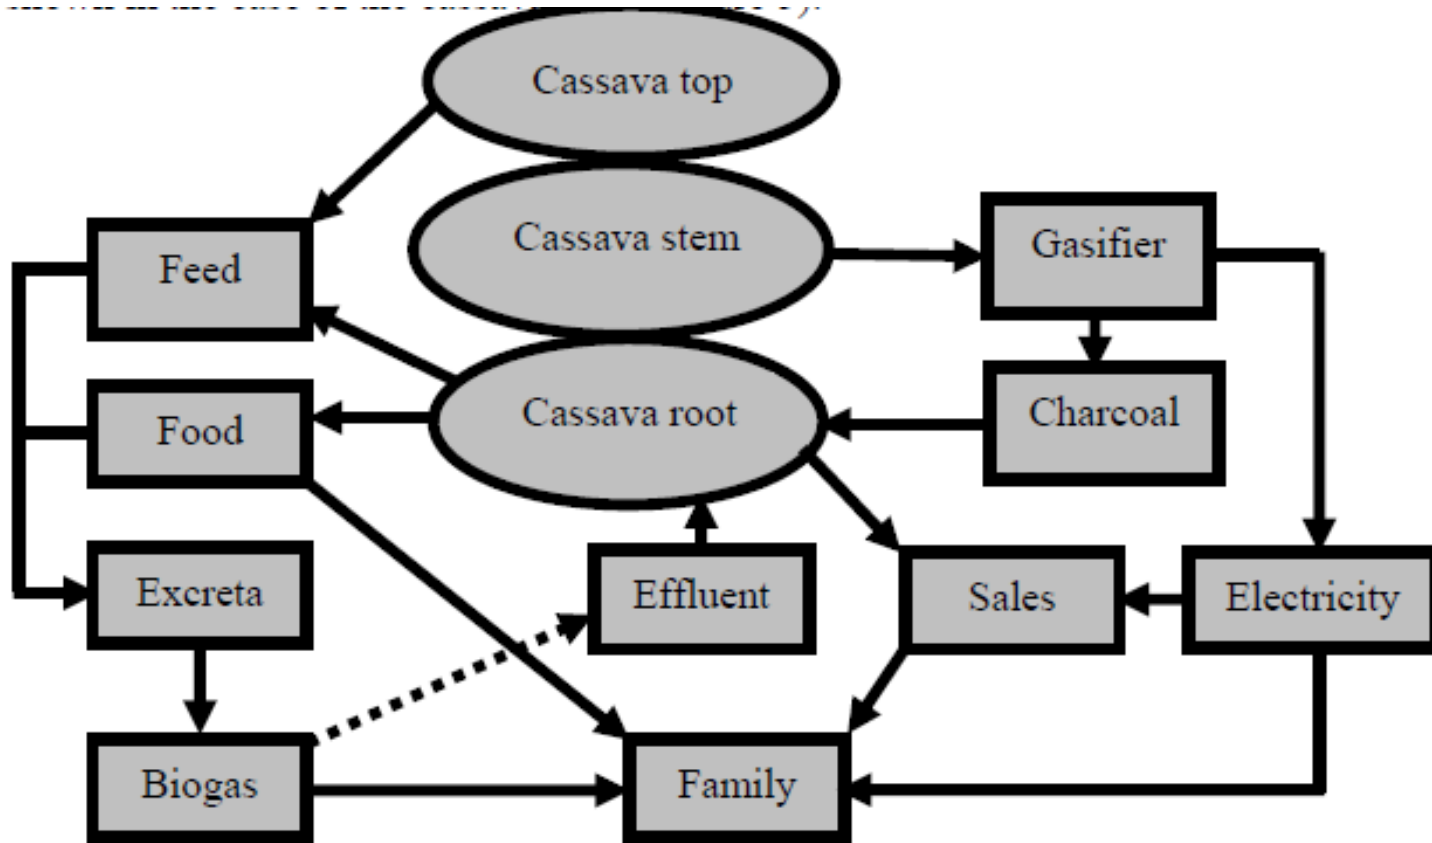 Cassava top
Cassava stem
Gasifier
Feed
Cassava root
Charcoal
Food
Excreta
Effluent
Sales
Electricity
Biogas
Family